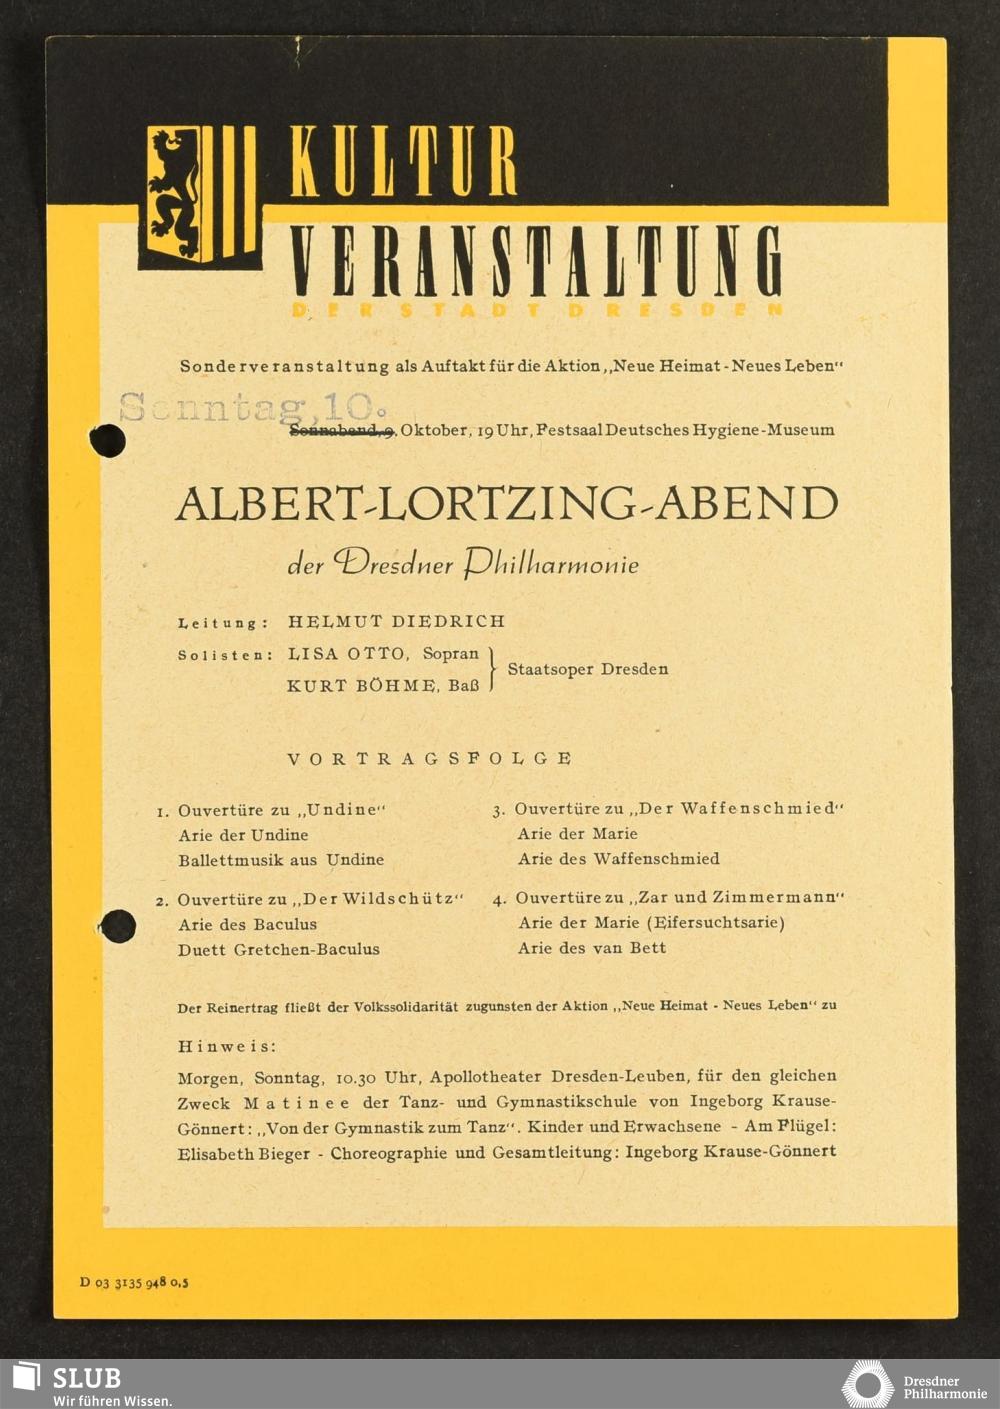 KULTUR
VERANSTALTUNG
DER STADT DRESDEN
Sonderveranstaltung als Auftakt für die Aktion „Neue Heimat - Neues Leben“
Sonntag, 10.
Sonnabend, 9. Oktober, 19 Uhr, Festsaal Deutsches Hygiene-Museum
ALBERT-LORTZING-ABEND
der Dresdner Philharmonie
Leitung: HELMUT DIEDRICH
Solisten: LISA OTTO, Sopran
KURT BÖHME, Baß
Staatsoper Dresden
VORTRAGSFOLGE
1. Ouvertüre zu „Undine“
Arie der Undine
Ballettmusik aus Undine
2. Ouvertüre zu „Der Wildschütz“
Arie des Baculus
Duett Gretchen-Baculus
3. Ouvertüre zu „Der Waffenschmied“
Arie der Marie
Arie des Waffenschmied
4. Ouvertüre zu „Zar und Zimmermann“
Arie der Marie (Eifersuchtsarie)
Arie des van Bett
Der Reinertrag fließt der Volkssolidarität zugunsten der Aktion „Neue Heimat - Neues Leben“ zu
Hinweis:
Morgen, Sonntag, 10.30 Uhr, Apollotheater Dresden-Leuben, für den gleichen
Zweck Matinee der Tanz- und Gymnastikschule von Ingeborg Krause-
Gönnert: „Von der Gymnastik zum Tanz“. Kinder und Erwachsene - Am Flügel:
Elisabeth Bieger - Choreographie und Gesamtleitung: Ingeborg Krause-Gönnert
D 03 3135 948 0,5
SLUB
Wir führen Wissen.
Dresdner
Philharmonie